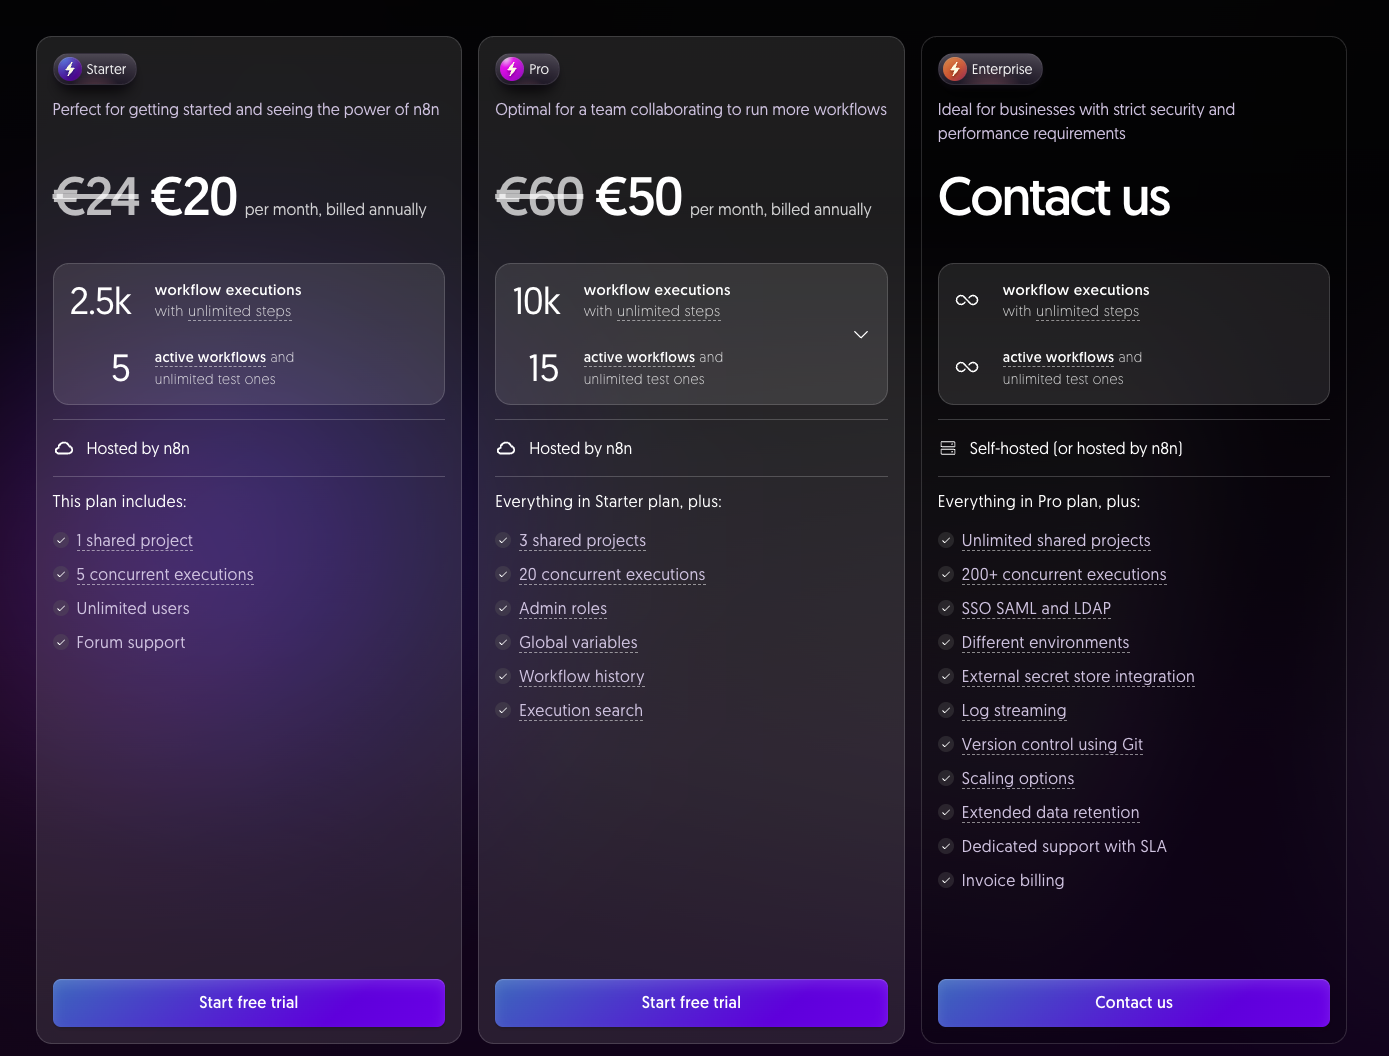 Starter
Perfect for getting started and seeing the power of n8n
€24 €20 per month, billed annually
2.5k workflow executions
with unlimited steps
5 active workflows and
unlimited test ones
Hosted by n8n
This plan includes:
1 shared project
5 concurrent executions
Unlimited users
Forum support
Start free trial
Pro
Optimal for a team collaborating to run more workflows
€60 €50 per month, billed annually
10k workflow executions
with unlimited steps
15 active workflows and
unlimited test ones
Hosted by n8n
Everything in Starter plan, plus:
3 shared projects
20 concurrent executions
Admin roles
Global variables
Workflow history
Execution search
Start free trial
Enterprise
Ideal for businesses with strict security and
performance requirements
Contact us
∞ workflow executions
with unlimited steps
∞ active workflows and
unlimited test ones
Self-hosted (or hosted by n8n)
Everything in Pro plan, plus:
Unlimited shared projects
200+ concurrent executions
SSO SAML and LDAP
Different environments
External secret store integration
Log streaming
Version control using Git
Scaling options
Extended data retention
Dedicated support with SLA
Invoice billing
Contact us